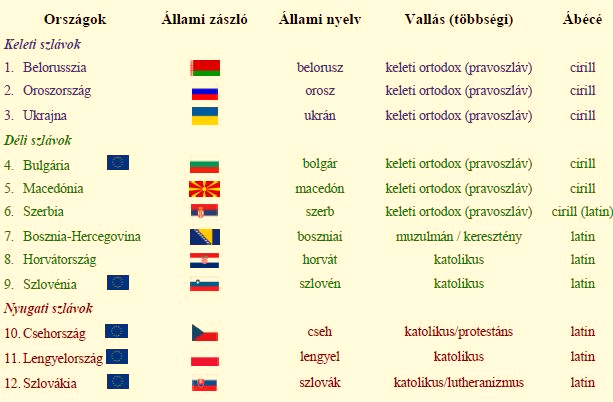 Országok Állami zászló Állami nyelv Vallás (többségi) Ábécé
Keleti szlávok
1. Belorusszia belorusz keleti ortodox (pravoszláv) cirill
2. Oroszország orosz keleti ortodox (pravoszláv) cirill
3. Ukrajna ukrán keleti ortodox (pravoszláv) cirill
Déli szlávok
4. Bulgária bolgár keleti ortodox (pravoszláv) cirill
5. Macedónia macedón keleti ortodox (pravoszláv) cirill
6. Szerbia szerb keleti ortodox (pravoszláv) cirill (latin)
7. Bosznia-Hercegovina boszniai muzulmán / keresztény latin
8. Horvátország horvát katolikus latin
9. Szlovénia szlovén katolikus latin
Nyugati szlávok
10. Csehország cseh katolikus/protestáns latin
11. Lengyelország lengyel katolikus latin
12. Szlovákia szlovák katolikus/lutheranizmus latin